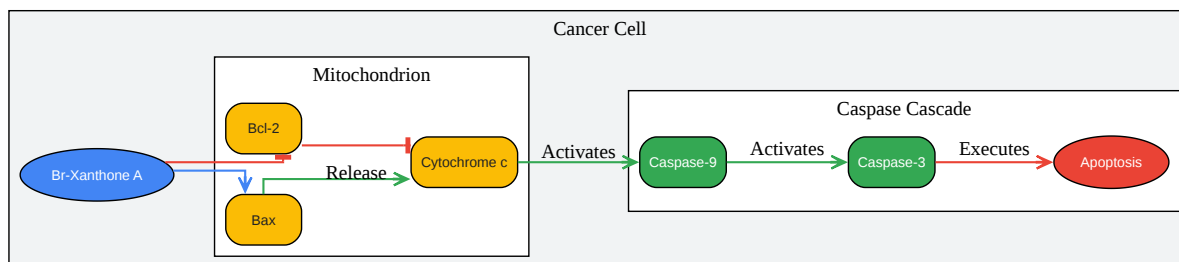 Cancer Cell
Mitochondrion
Bcl-2
Caspase Cascade
Cytochrome c
Activates
Caspase-9
Activates
Caspase-3
Executes
Apoptosis
Br-Xanthone A
Release
Bax